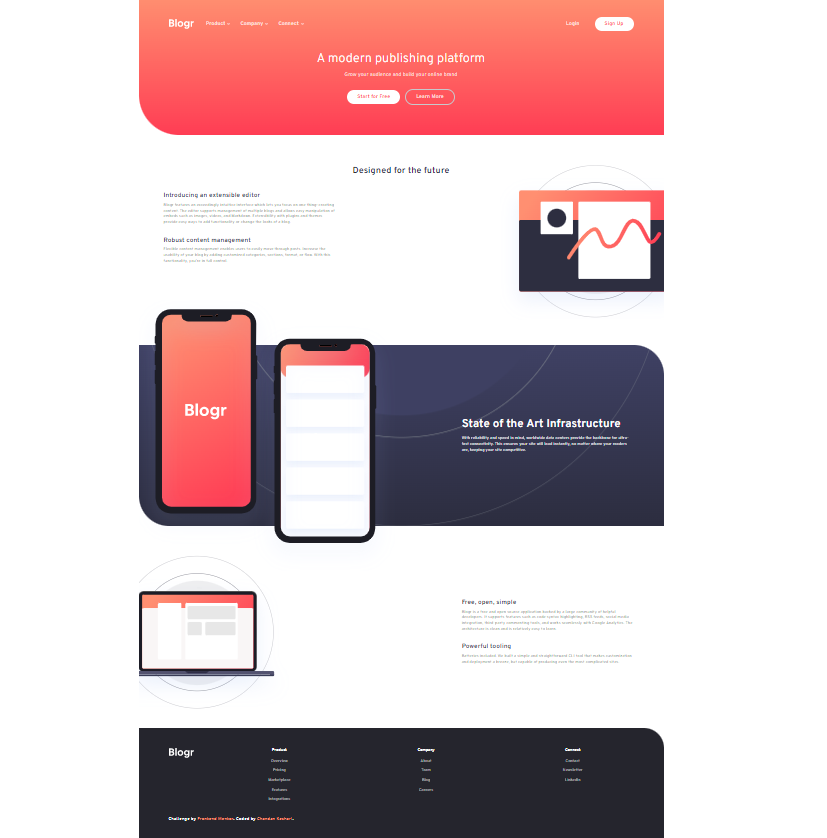 Blogr Product Company Connect Login Sign Up
A modern publishing platform
Grow your audience and build your online brand
Start for Free Learn More
Designed for the future
Introducing an extensible editor
Blogr features an exceedingly intuitive interface which lets you focus on one thing: creating
content. The editor supports management of multiple blogs and allows easy manipulation of
embeds such as images, videos, and Markdown. Extensibility with plugins and themes
provide easy ways to add functionality or change the looks of a blog.
Robust content management
Flexible content management enables users to easily move through posts. Increase the
usability of your blog by adding customized categories, sections, format, or flow. With this
functionality, you're in full control.
Blogr
State of the Art Infrastructure
With reliability and speed in mind, worldwide data centers provide the backbone for ultra-
fast connectivity. This ensures your site will load instantly, no matter where your readers
are, keeping your site competitive.
Free, open, simple
Blogr is a free and open source application backed by a large community of helpful
developers. It supports features such as code syntax highlighting, RSS feeds, social media
integration, third-party commenting tools, and works seamlessly with Google Analytics. The
architecture is clean and is relatively easy to learn.
Powerful tooling
Batteries included. We built a simple and straightforward CLI tool that makes customization
and deployment a breeze, but capable of producing even the most complicated sites.
Blogr
Product
Overview
Pricing
Marketplace
Features
Integrations
Company
About
Team
Blog
Careers
Connect
Contact
Newsletter
LinkedIn
Challenge by Frontend Mentor. Coded by